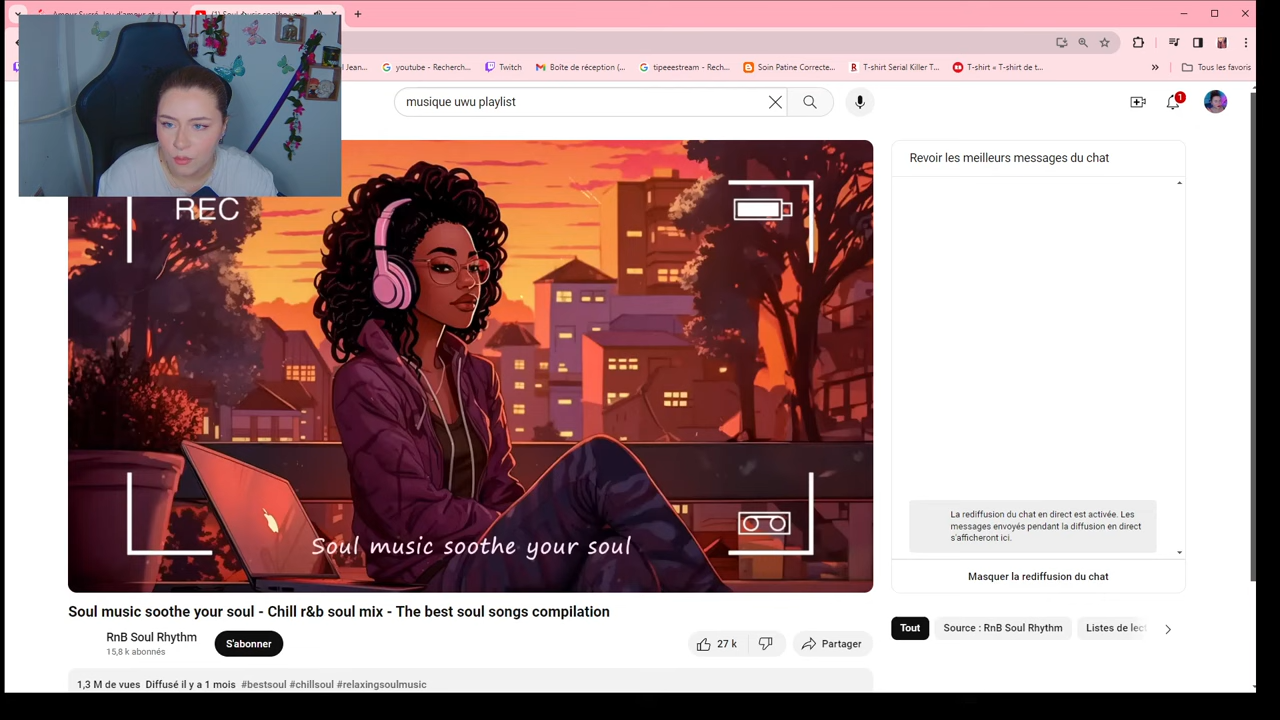 youtube - Recherch...
Twitch
Boîte de réception (...
tipeeestream - Rech...
Soin Patine Correcte...
T-shirt Serial Killer T...
T-shirt « T-shirt de t...
»
Tous les favoris
musique uwu playlist
1
Revoir les meilleurs messages du chat
REC
La rediffusion du chat en direct est activée. Les
messages envoyés pendant la diffusion en direct
s'afficheront ici.
Soul music soothe your soul
Masquer la rediffusion du chat
Soul music soothe your soul - Chill r&b soul mix - The best soul songs compilation
RnB Soul Rhythm
15,8 k abonnés
S'abonner
27 k
Partager
Tout
Source : RnB Soul Rhythm
Listes de lect
1,3 M de vues Diffusé il y a 1 mois #bestsoul #chillsoul #relaxingsoulmusic